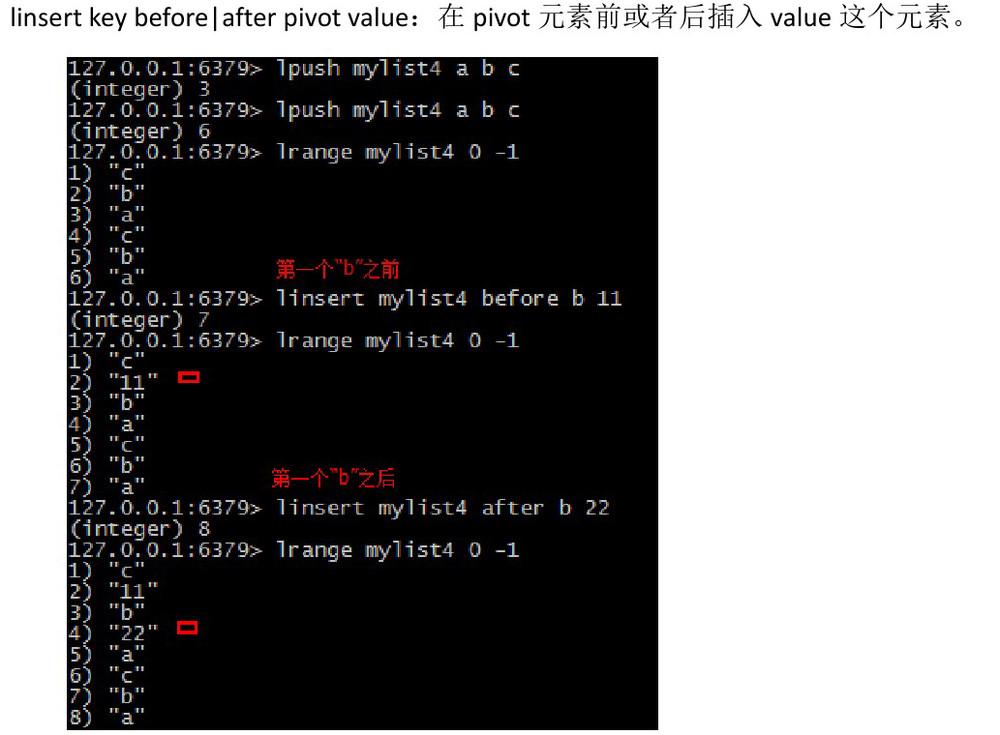 linsert key before|after pivot value：在 pivot 元素前或者后插入 value 这个元素。
127.0.0.1:6379> lpush mylist4 a b c
(integer) 3
127.0.0.1:6379> lpush mylist4 a b c
(integer) 6
127.0.0.1:6379> lrange mylist4 0 -1
1) "c"
2) "b"
3) "a"
4) "c"
5) "b"
6) "a"
第一个"b"之前
127.0.0.1:6379> linsert mylist4 before b 11
(integer) 7
127.0.0.1:6379> lrange mylist4 0 -1
1) "c"
2) "11"
3) "b"
4) "a"
5) "c"
6) "b"
7) "a"
第一个"b"之后
127.0.0.1:6379> linsert mylist4 after b 22
(integer) 8
127.0.0.1:6379> lrange mylist4 0 -1
1) "c"
2) "11"
3) "b"
4) "22"
5) "a"
6) "c"
7) "b"
8) "a"